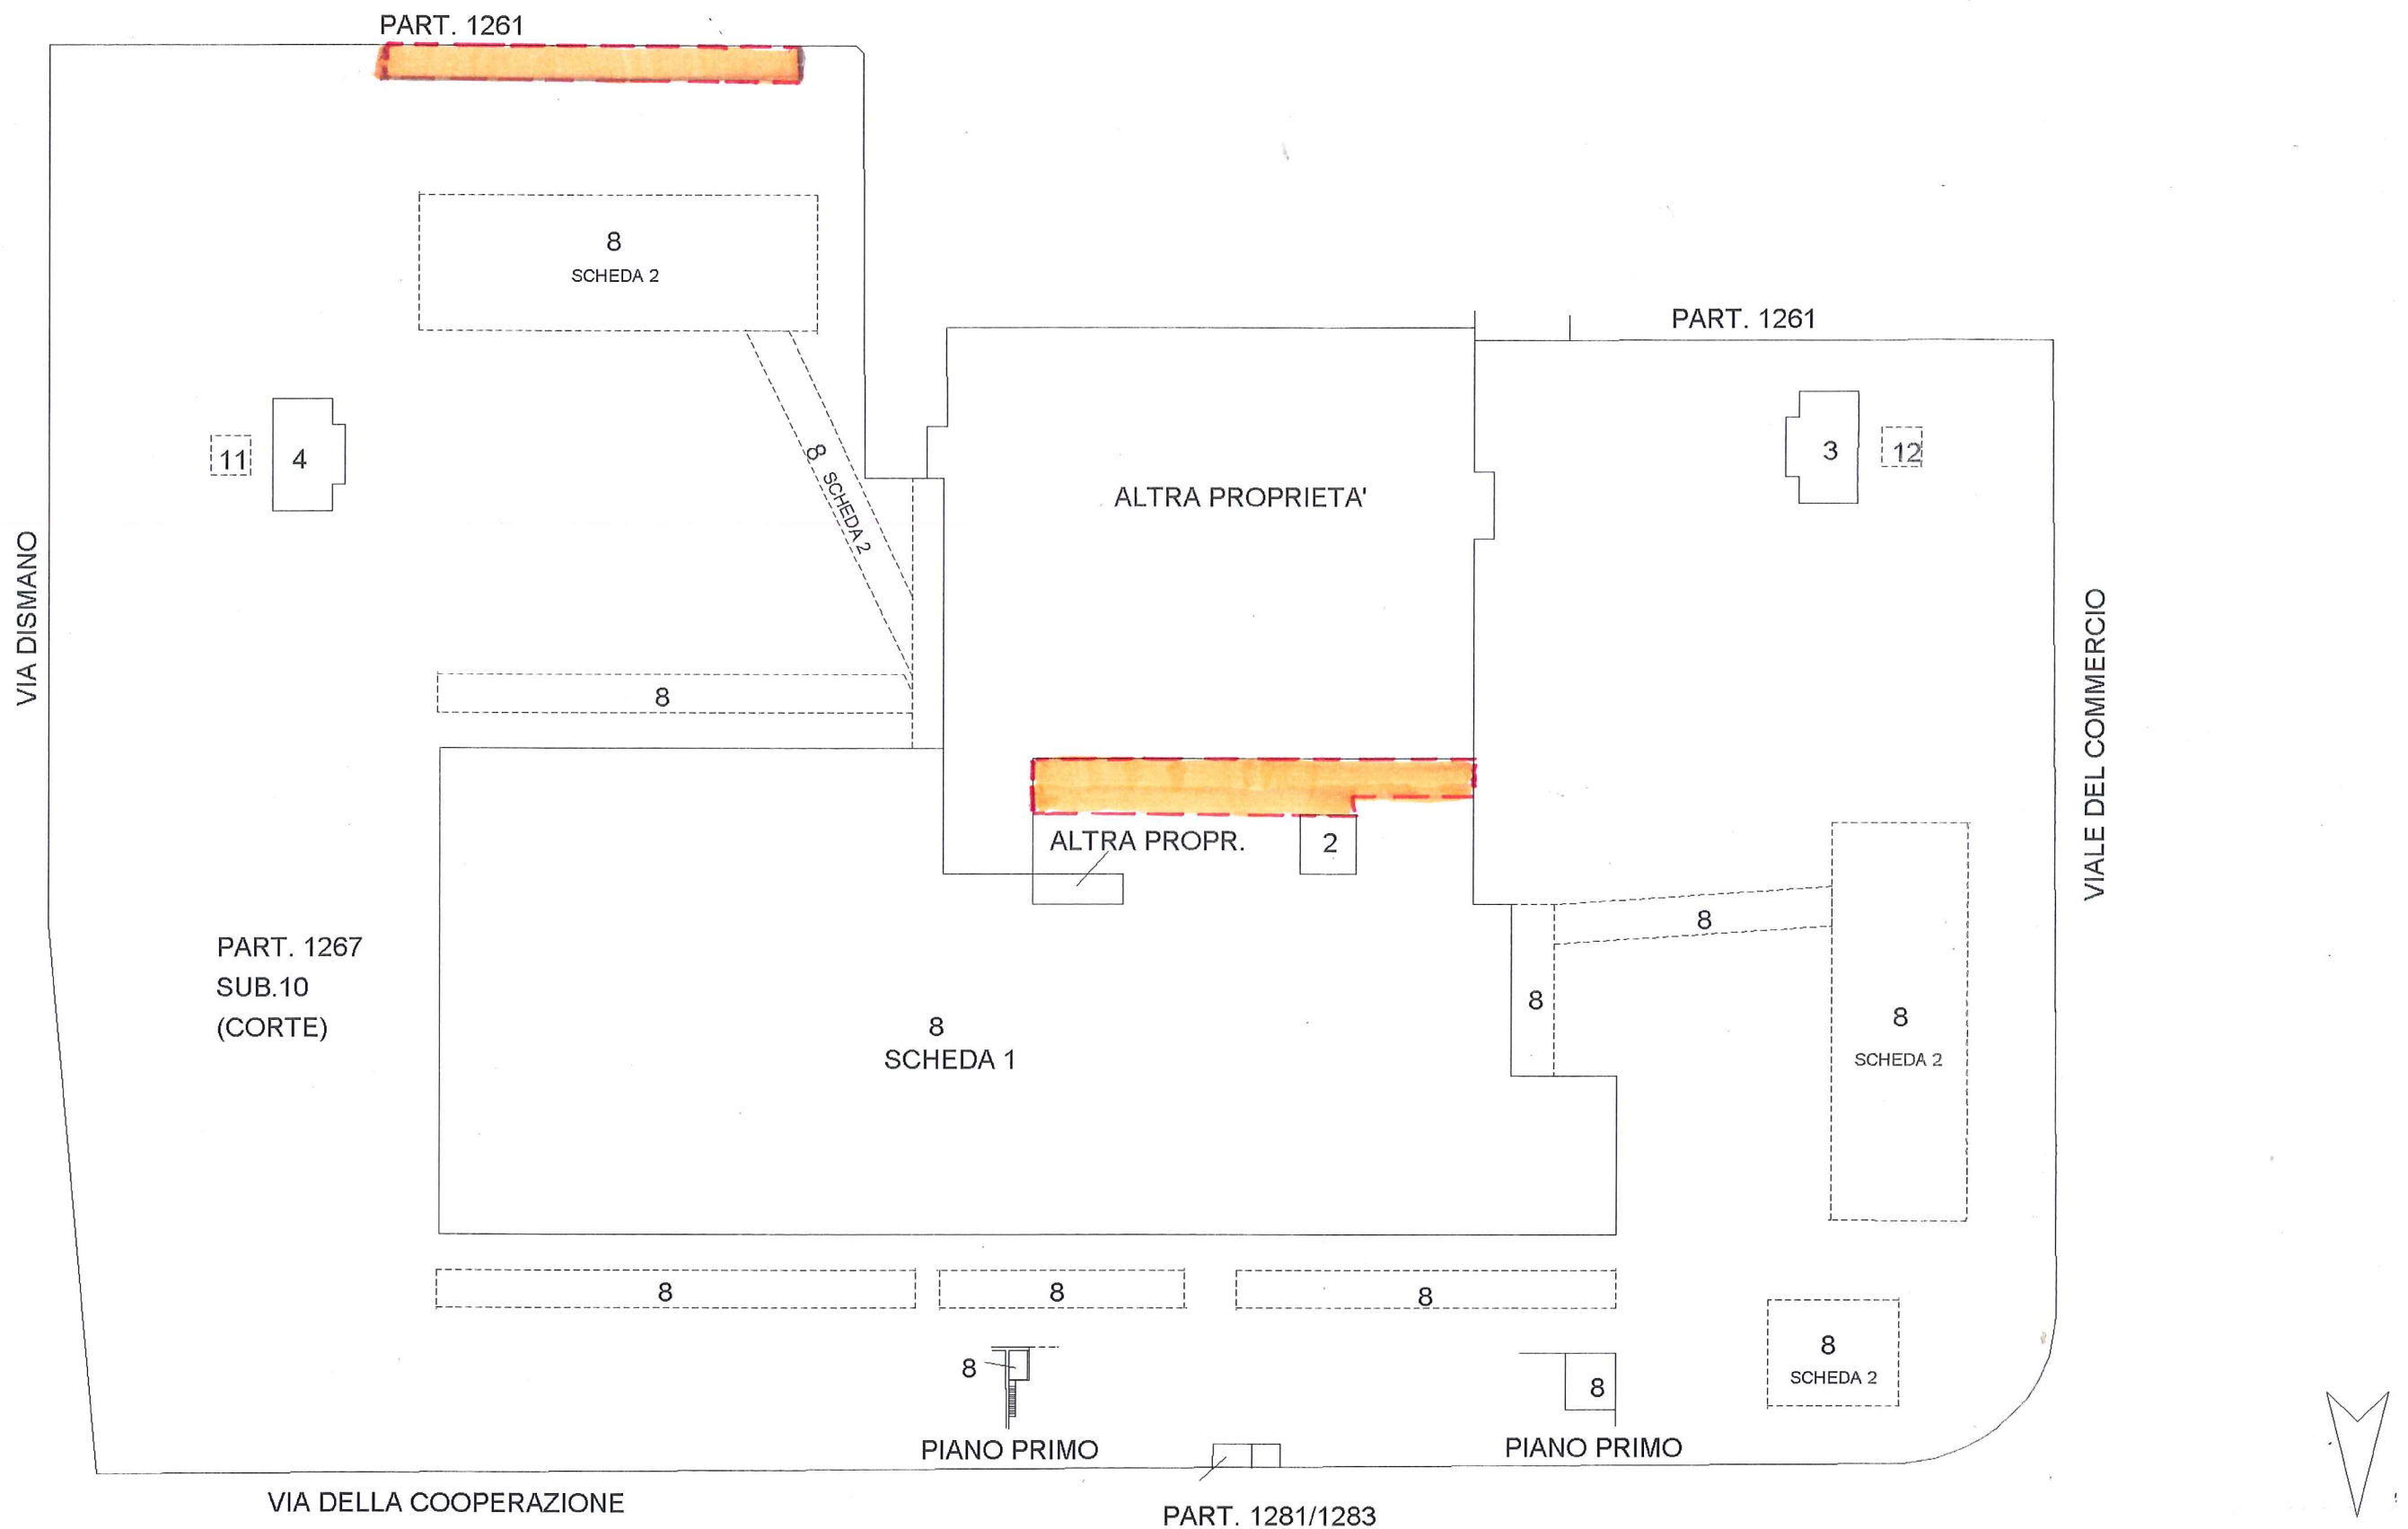 PART. 1261
8
SCHEDA 2
PART. 1261
11
4
8 SCHEDA 2
ALTRA PROPRIETA'
3
12
VIA DISMANO
VIALE DEL COMMERCIO
8
ALTRA PROPR.
2
8
PART. 1267
SUB.10
(CORTE)
8
8
SCHEDA 1
8
SCHEDA 2
8
8
8
8
8
8
SCHEDA 2
PIANO PRIMO
PIANO PRIMO
VIA DELLA COOPERAZIONE
PART. 1281/1283